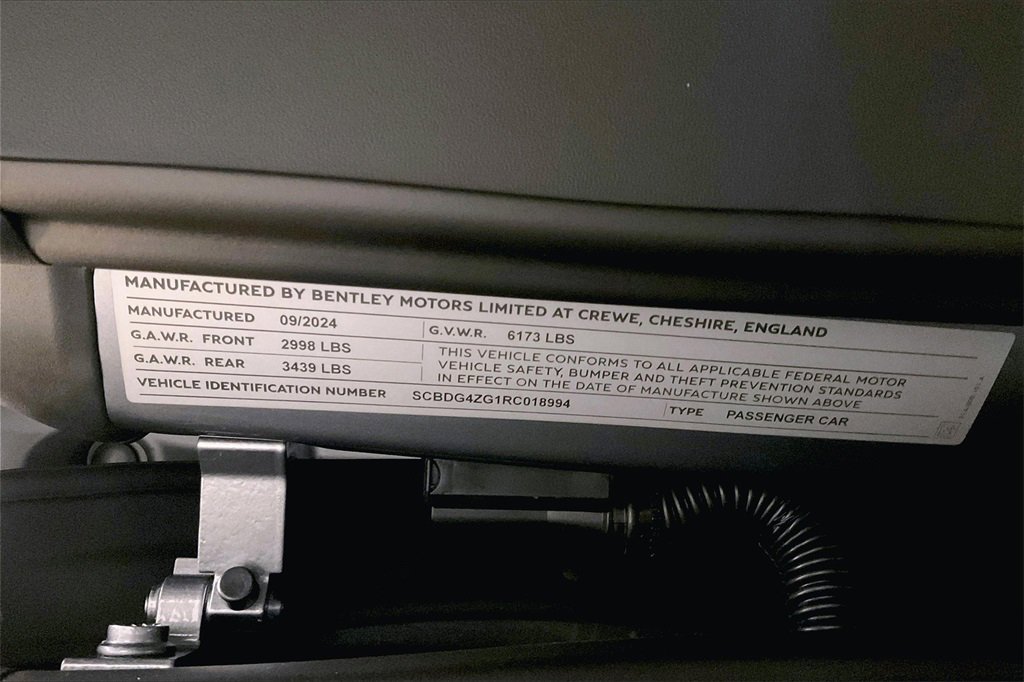 MANUFACTURED BY BENTLEY MOTORS LIMITED AT CREWE, CHESHIRE, ENGLAND
MANUFACTURED 09/2024 G.V.W.R. 6173 LBS
G.A.W.R. FRONT 2998 LBS
G.A.W.R. REAR 3439 LBS
THIS VEHICLE CONFORMS TO ALL APPLICABLE FEDERAL MOTOR
VEHICLE SAFETY, BUMPER AND THEFT PREVENTION STANDARDS
IN EFFECT ON THE DATE OF MANUFACTURE SHOWN ABOVE
VEHICLE IDENTIFICATION NUMBER SCBDG4ZG1RC018994 TYPE PASSENGER CAR